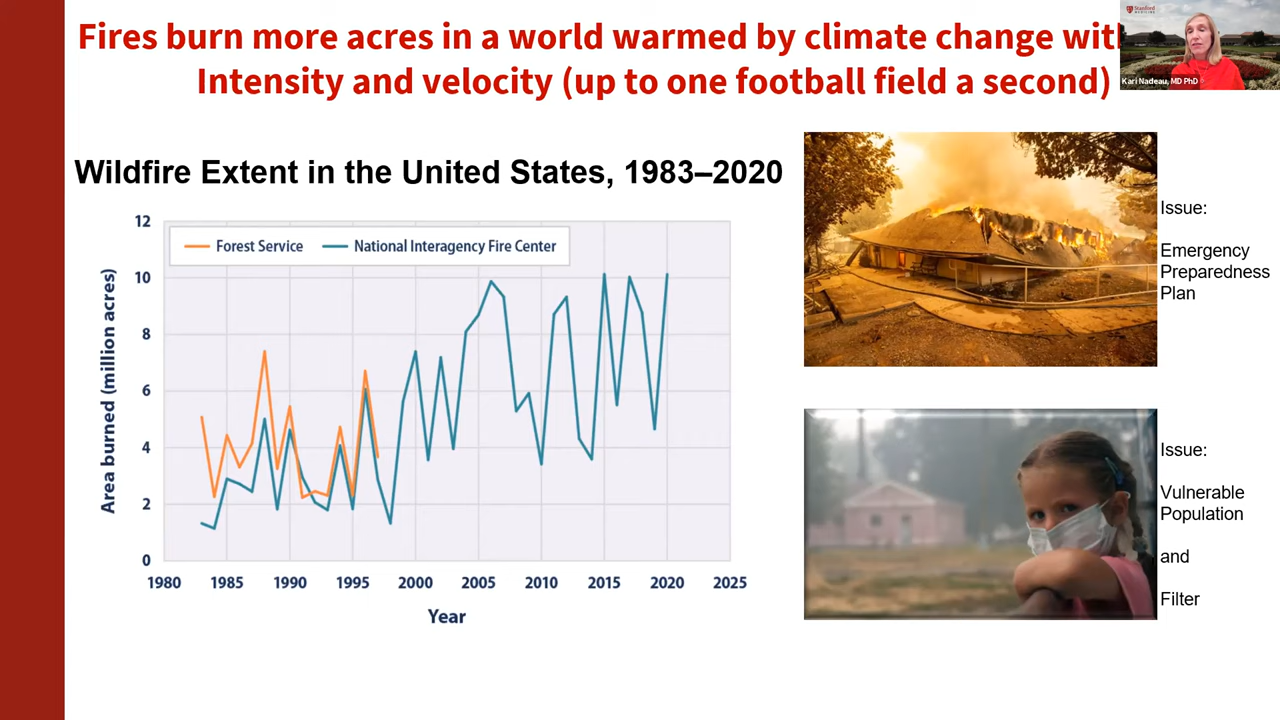 Fires burn more acres in a world warmed by climate change with
Intensity and velocity (up to one football field a second)
Stanford
MEDICINE
Kari Nadeau, MD PhD
Wildfire Extent in the United States, 1983–2020
Forest Service
National Interagency Fire Center
Area burned (million acres)
12
10
8
6
4
2
0
1980 1985 1990 1995 2000 2005 2010 2015 2020 2025
Year
Issue:
Emergency
Preparedness
Plan
Issue:
Vulnerable
Population
and
Filter